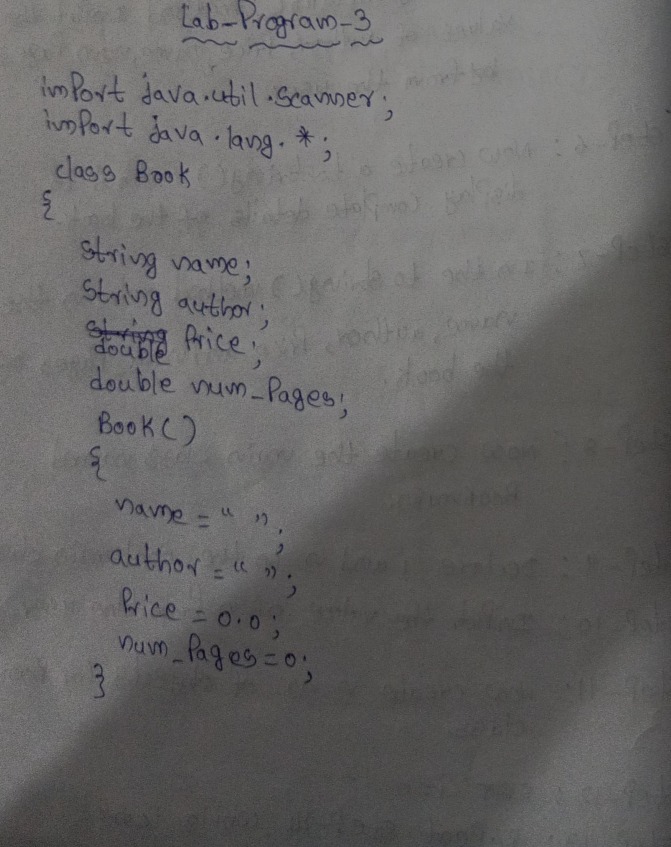 Lab-Program-3
import java.util.scanner;
import java.lang.*;
class Book
{
String name;
String author;
double Price;
double num_Pages;
Book()
{
name = " ";
author = " ";
Price = 0.0;
num_Pages = 0;
}